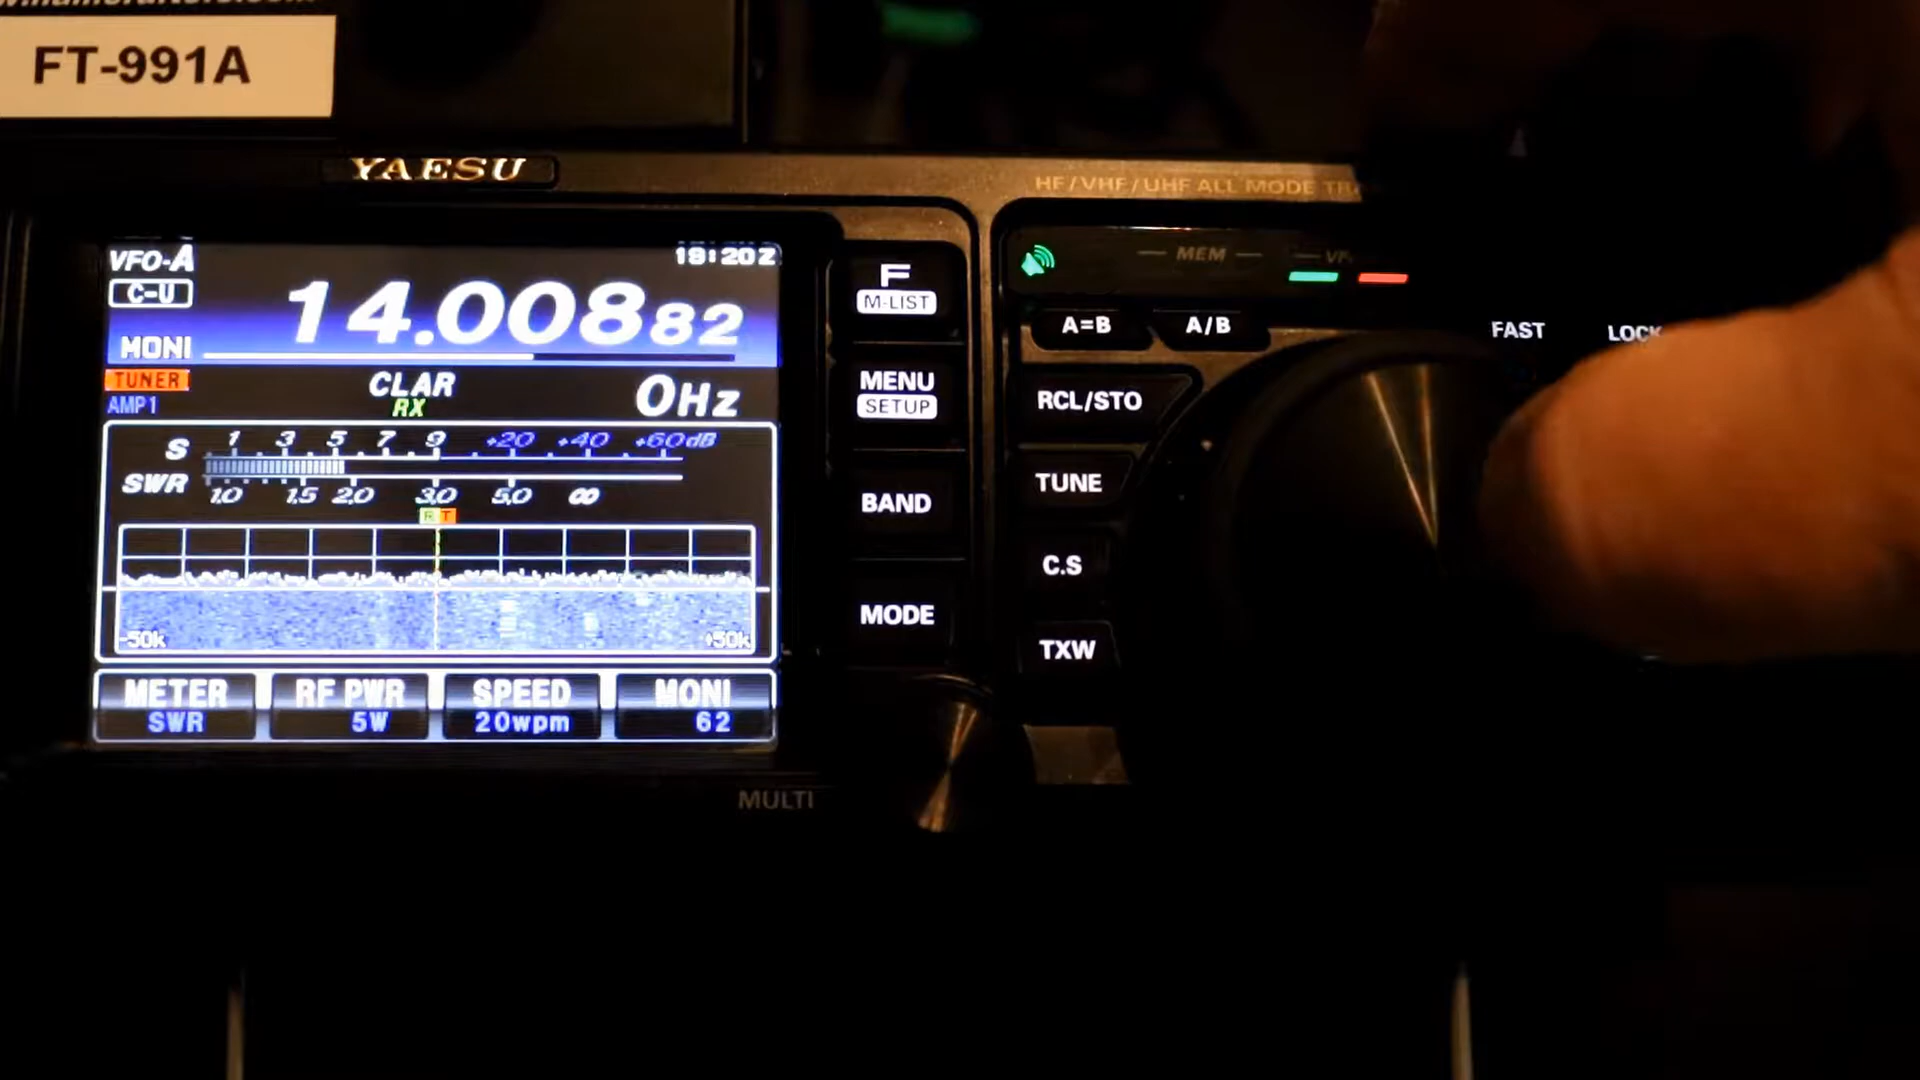 FT-991A
YAESU
HF/VHF/UHF ALL MODE
VFO-A
19:20Z
C-U
14.00882
MONI
TUNER
AMP1
CLAR
RX
0Hz
S 1 3 5 7 9 +20 +40 +60dB
SWR 1.0 1.5 2.0 3.0 5.0 ∞
R T
-50k +50k
METER
SWR
RF PWR
5W
SPEED
20wpm
MONI
62
F
M-LIST
MENU
SETUP
BAND
MODE
MULTI
MEM
A=B A/B
RCL/STO
TUNE
C.S
TXW
FAST LOCK